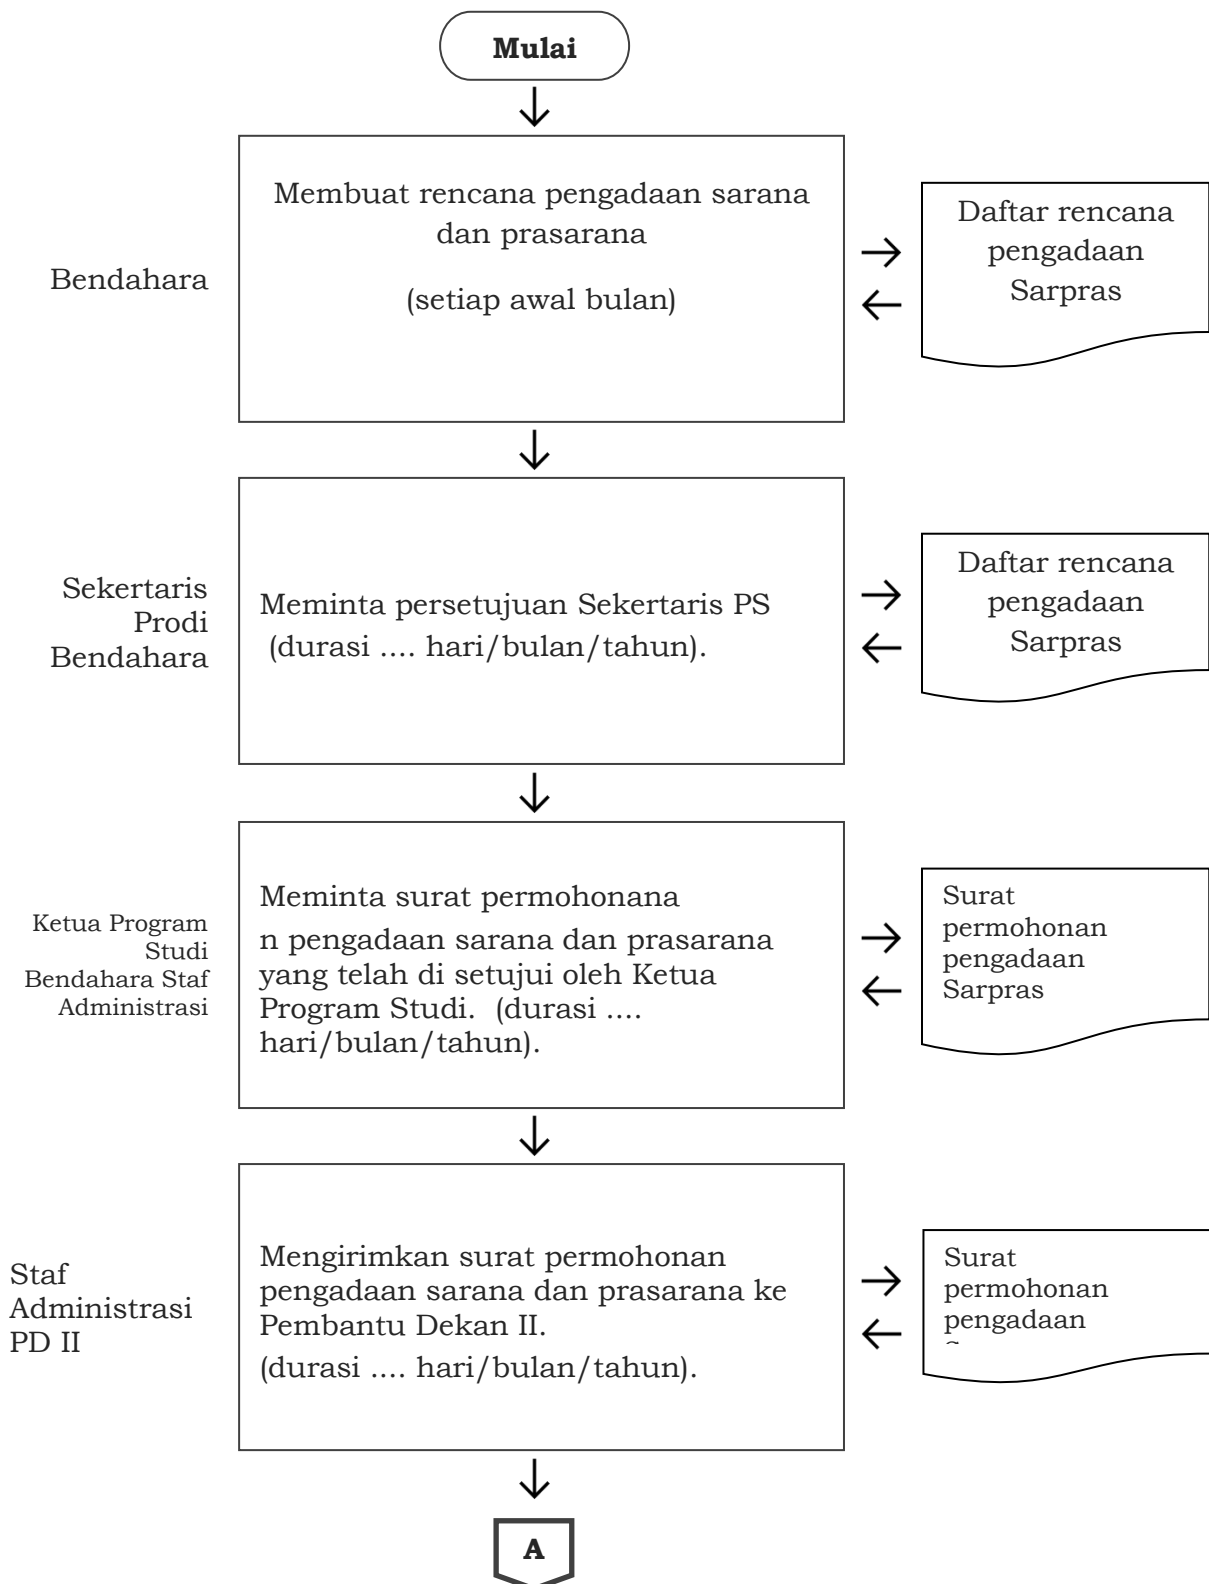 Mulai
Bendahara
Membuat rencana pengadaan sarana
dan prasarana
(setiap awal bulan)
Daftar rencana
pengadaan
Sarpras
Sekertaris
Prodi
Bendahara
Meminta persetujuan Sekertaris PS
(durasi .... hari/bulan/tahun).
Daftar rencana
pengadaan
Sarpras
Ketua Program
Studi
Bendahara Staf
Administrasi
Meminta surat permohonana
n pengadaan sarana dan prasarana
yang telah di setujui oleh Ketua
Program Studi.  (durasi ....
hari/bulan/tahun).
Surat
permohonan
pengadaan
Sarpras
Staf
Administrasi
PD II
Mengirimkan surat permohonan
pengadaan sarana dan prasarana ke
Pembantu Dekan II.
(durasi .... hari/bulan/tahun).
Surat
permohonan
pengadaan
A